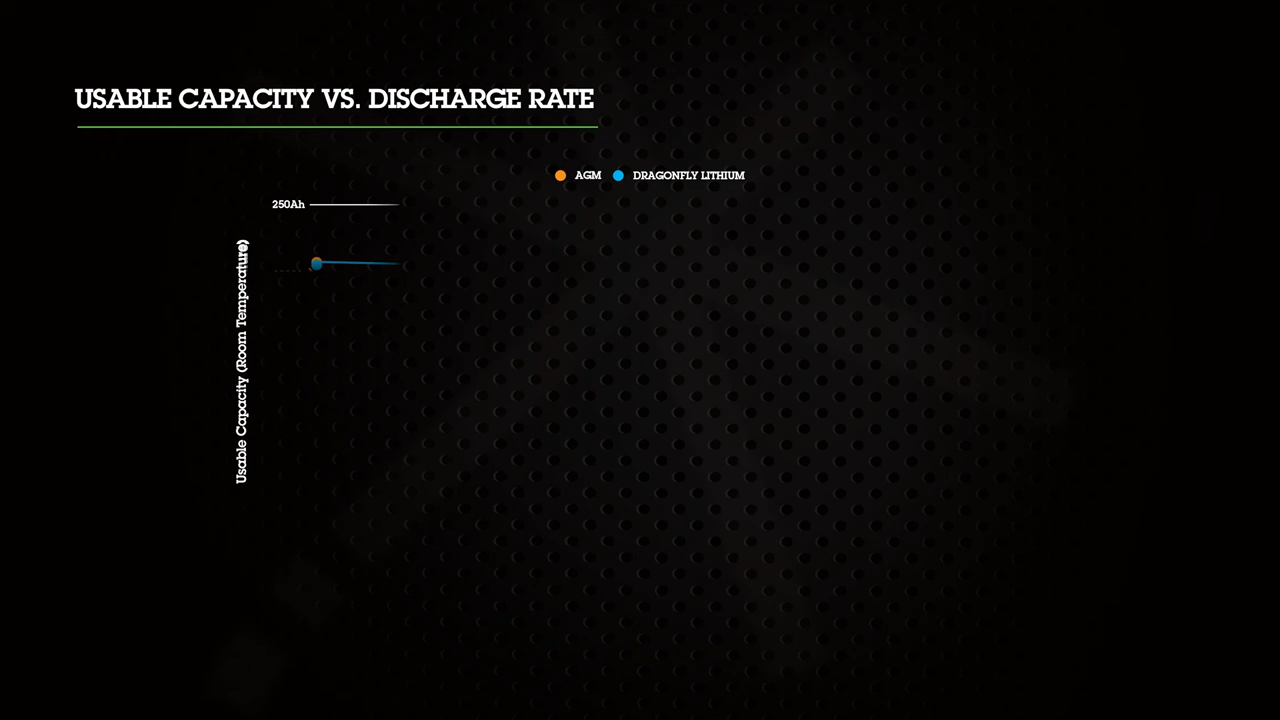 USABLE CAPACITY VS. DISCHARGE RATE
AGM
DRAGONFLY LITHIUM
250Ah
Usable Capacity (Room Temperature)